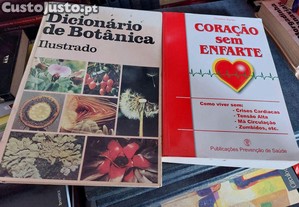 CustoJusto.pt
Dicionário
de Botânica
Ilustrado
CORAÇÃO
sem
ENFARTE
Como viver sem:
- Crises Cardíacas
- Tensão Alta
- Má Circulação
- Zumbidos, etc.
Publicações Prevenção de Saúde